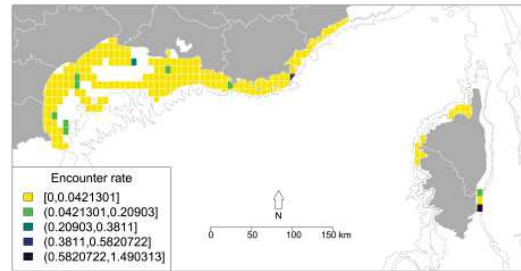 Encounter rate
[0,0.0421301]
(0.0421301,0.20903]
(0.20903,0.3811]
(0.3811,0.5820722]
(0.5820722,1.490313]
N
0 50 100 150 km